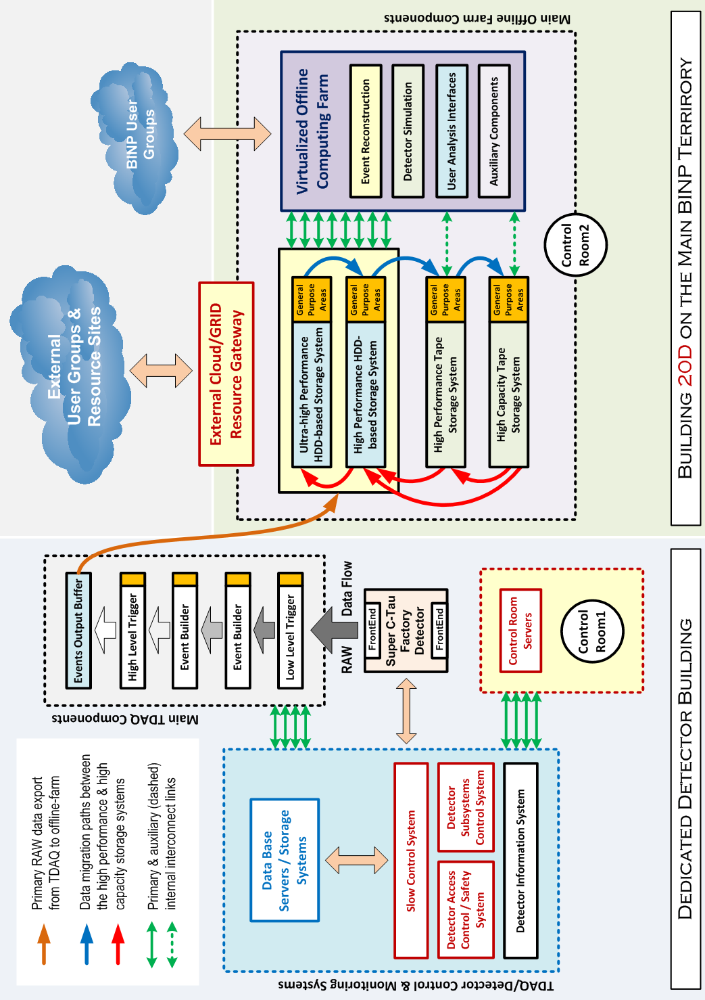 Primary RAW data export
from TDAQ to offline-farm
Data migration paths between
the high performance & high
capacity storage systems
Primary & auxiliary (dashed)
internal interconnect links
Main TDAQ Components
Events Output Buffer
High Level Trigger
Event Builder
Event Builder
Low Level Trigger
RAW Data Flow
FrontEnd
Super C-Tau
Factory
Detector
FrontEnd
TDAQ/Detector Control & Monitoring Systems
Data Base
Servers / Storage
Systems
Slow Control System
Detector Access
Control / Safety
System
Detector
Subsystems
Control System
Detector Information System
Control Room
Servers
Control
Room1
DEDICATED DETECTOR BUILDING
External
User Groups &
Resource Sites
BINP User
Groups
External Cloud/GRID
Resource Gateway
Main Offline Farm Components
Ultra-high Performance
HDD-based Storage System
General
Purpose
Areas
High Performance HDD-
based Storage System
General
Purpose
Areas
High Performance Tape
Storage System
General
Purpose
Areas
High Capacity Tape
Storage System
General
Purpose
Areas
Virtualized Offline
Computing Farm
Event Reconstruction
Detector Simulation
User Analysis Interfaces
Auxiliary Components
Control
Room2
BUILDING 20D ON THE MAIN BINP TERRIRORY